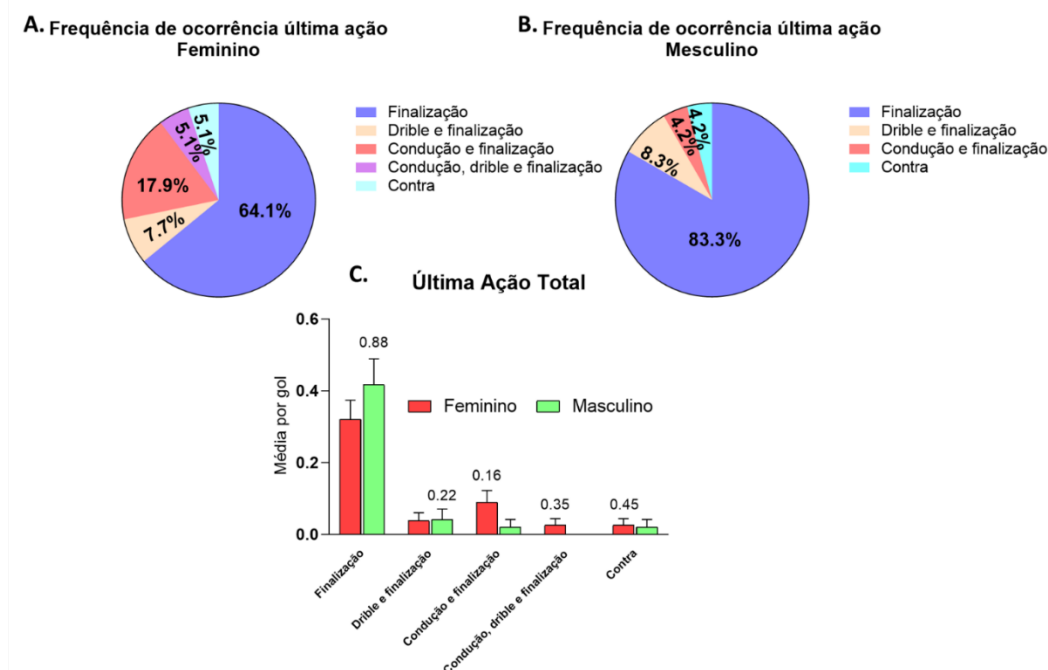 A. Frequência de ocorrência última ação
Feminino
5.1%
5.1%
17.9%
7.7%
64.1%
Finalização
Drible e finalização
Condução e finalização
Condução, drible e finalização
Contra
B. Frequência de ocorrência última ação
Mesculino
4.2%
4.2%
8.3%
83.3%
Finalização
Drible e finalização
Condução e finalização
Contra
C. Última Ação Total
Média por gol
0.6
0.4
0.2
0.0
0.88
0.22
0.16
0.35
0.45
Feminino
Masculino
Finalização
Drible e finalização
Condução e finalização
Condução, drible e finalização
Contra